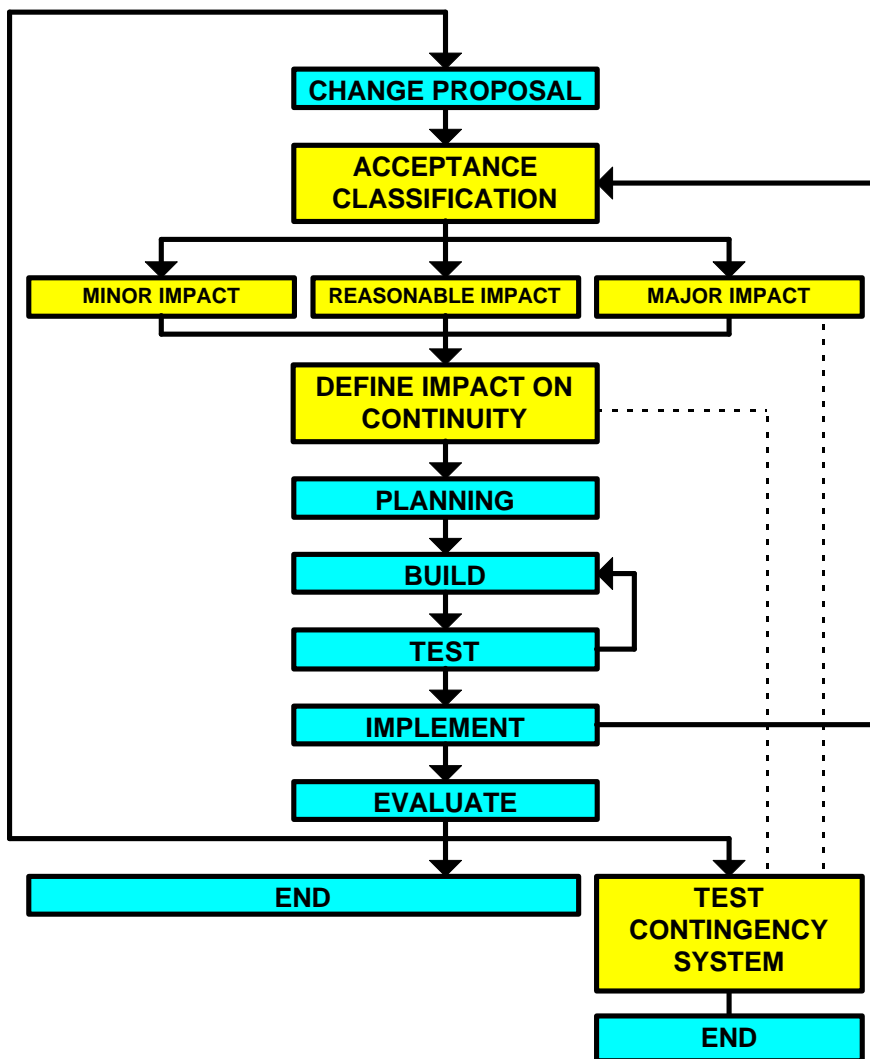 CHANGE PROPOSAL
ACCEPTANCE
CLASSIFICATION
MINOR IMPACT
REASONABLE IMPACT
MAJOR IMPACT
DEFINE IMPACT ON
CONTINUITY
PLANNING
BUILD
TEST
IMPLEMENT
EVALUATE
END
TEST
CONTINGENCY
SYSTEM
END